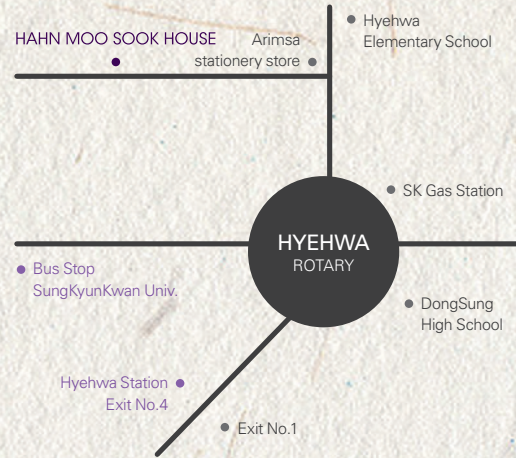 Hyehwa
Elementary School
HAHN MOO SOOK HOUSE
Arimsa
stationery store
SK Gas Station
HYEHWA
ROTARY
Bus Stop
SungKyunKwan Univ.
DongSung
High School
Hyehwa Station
Exit No.4
Exit No.1